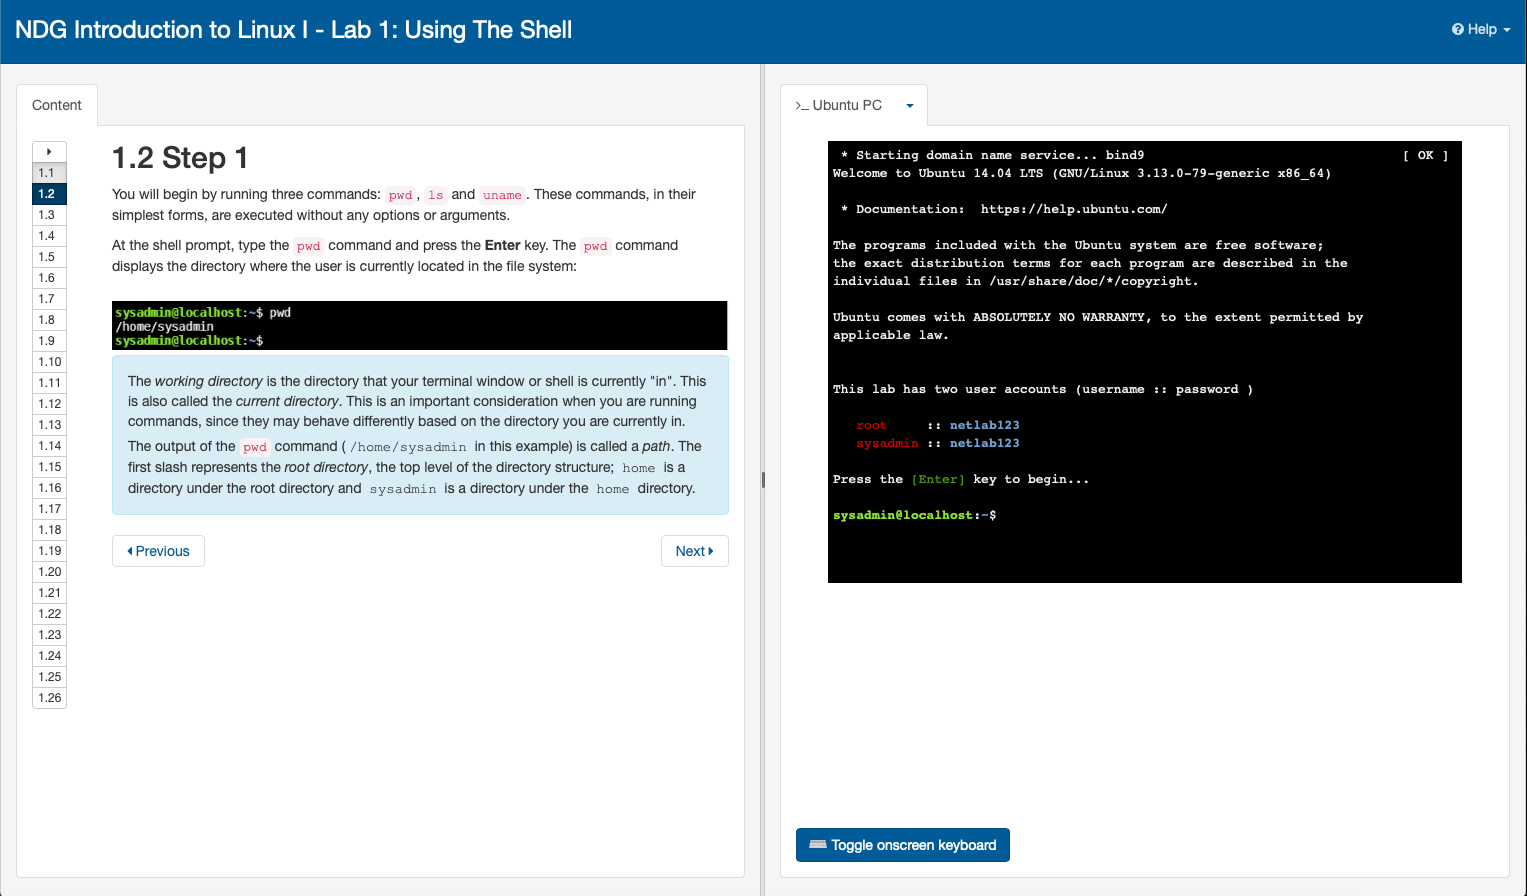 NDG Introduction to Linux I - Lab 1: Using The Shell
Help
Content
1.1
1.2
1.3
1.4
1.5
1.6
1.7
1.8
1.9
1.10
1.11
1.12
1.13
1.14
1.15
1.16
1.17
1.18
1.19
1.20
1.21
1.22
1.23
1.24
1.25
1.26
1.2 Step 1
You will begin by running three commands: pwd , ls and uname . These commands, in their
simplest forms, are executed without any options or arguments.
At the shell prompt, type the pwd command and press the Enter key. The pwd command
displays the directory where the user is currently located in the file system:
sysadmin@localhost:~$ pwd
/home/sysadmin
sysadmin@localhost:~$
The working directory is the directory that your terminal window or shell is currently "in". This
is also called the current directory. This is an important consideration when you are running
commands, since they may behave differently based on the directory you are currently in.
The output of the pwd command ( /home/sysadmin in this example) is called a path. The
first slash represents the root directory, the top level of the directory structure; home is a
directory under the root directory and sysadmin is a directory under the home directory.
Previous
Next
>_ Ubuntu PC
* Starting domain name service... bind9 [ OK ]
Welcome to Ubuntu 14.04 LTS (GNU/Linux 3.13.0-79-generic x86_64)
* Documentation: https://help.ubuntu.com/
The programs included with the Ubuntu system are free software;
the exact distribution terms for each program are described in the
individual files in /usr/share/doc/*/copyright.
Ubuntu comes with ABSOLUTELY NO WARRANTY, to the extent permitted by
applicable law.
This lab has two user accounts (username :: password )
root :: netlab123
sysadmin :: netlab123
Press the [Enter] key to begin...
sysadmin@localhost:~$
Toggle onscreen keyboard